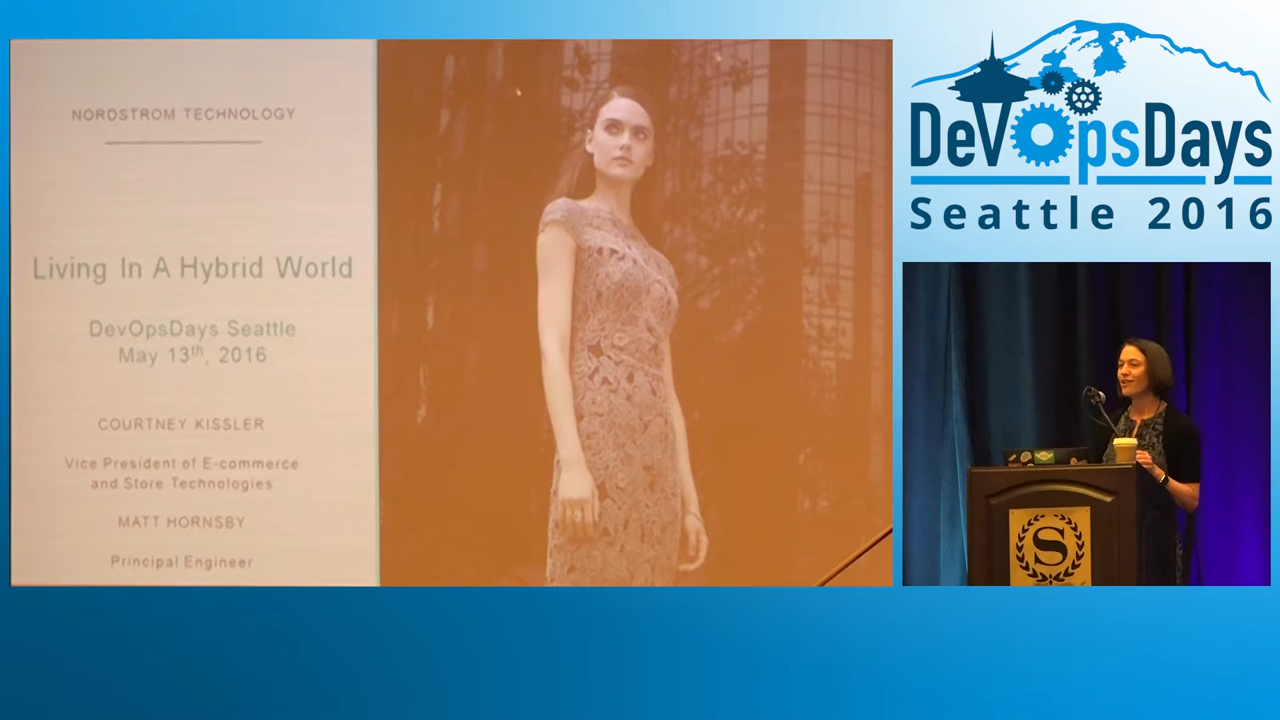 NORDSTROM TECHNOLOGY
Living In A Hybrid World
DevOpsDays Seattle
May 13th, 2016
COURTNEY KISSLER
Vice President of E-commerce
and Store Technologies
MATT HORNSBY
Principal Engineer
DevOpsDays
Seattle 2016
S